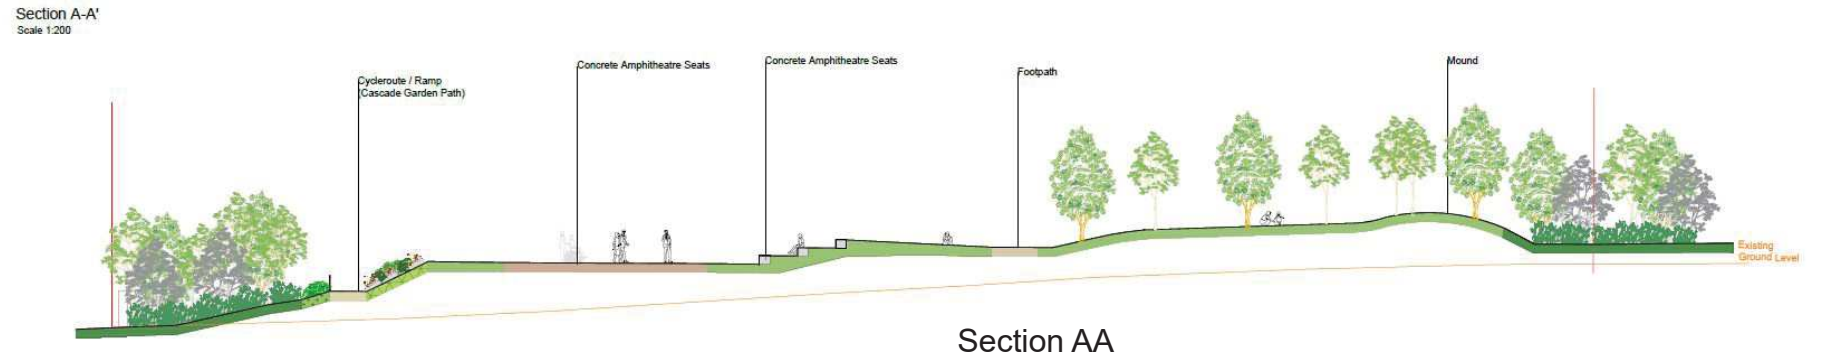 Section A-A'
Scale 1:200
Cycleroute / Ramp
(Cascade Garden Path)
Concrete Amphitheatre Seats
Concrete Amphitheatre Seats
Footpath
Mound
Existing
Ground Level
Section AA